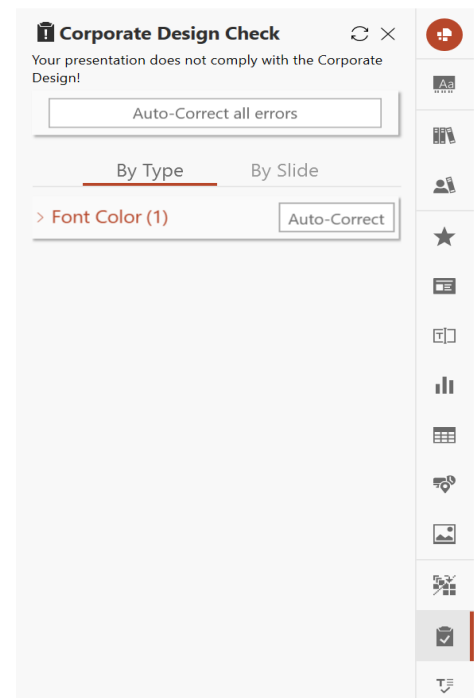 Corporate Design Check
Your presentation does not comply with the Corporate
Design!
Auto-Correct all errors
By Type By Slide
> Font Color (1) Auto-Correct
Aa
T
T